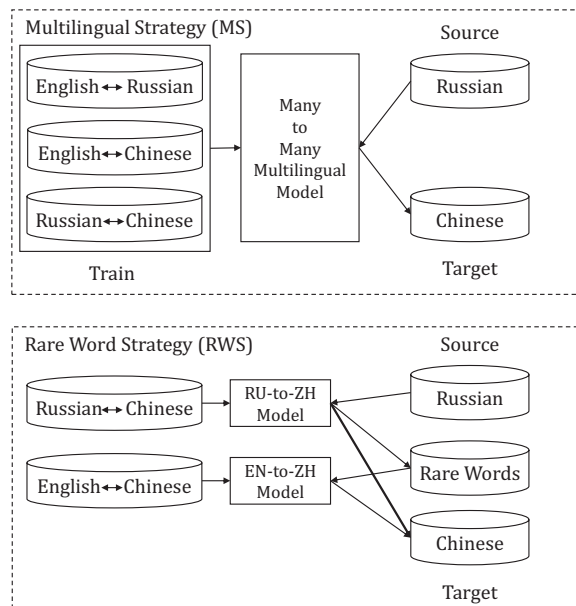 Multilingual Strategy (MS)
Source
English↔Russian
Russian
Many
to
Many
Multilingual
Model
English↔Chinese
Russian↔Chinese
Chinese
Train
Target
Rare Word Strategy (RWS)
Source
Russian↔Chinese
RU-to-ZH
Model
Russian
English↔Chinese
EN-to-ZH
Model
Rare Words
Chinese
Target